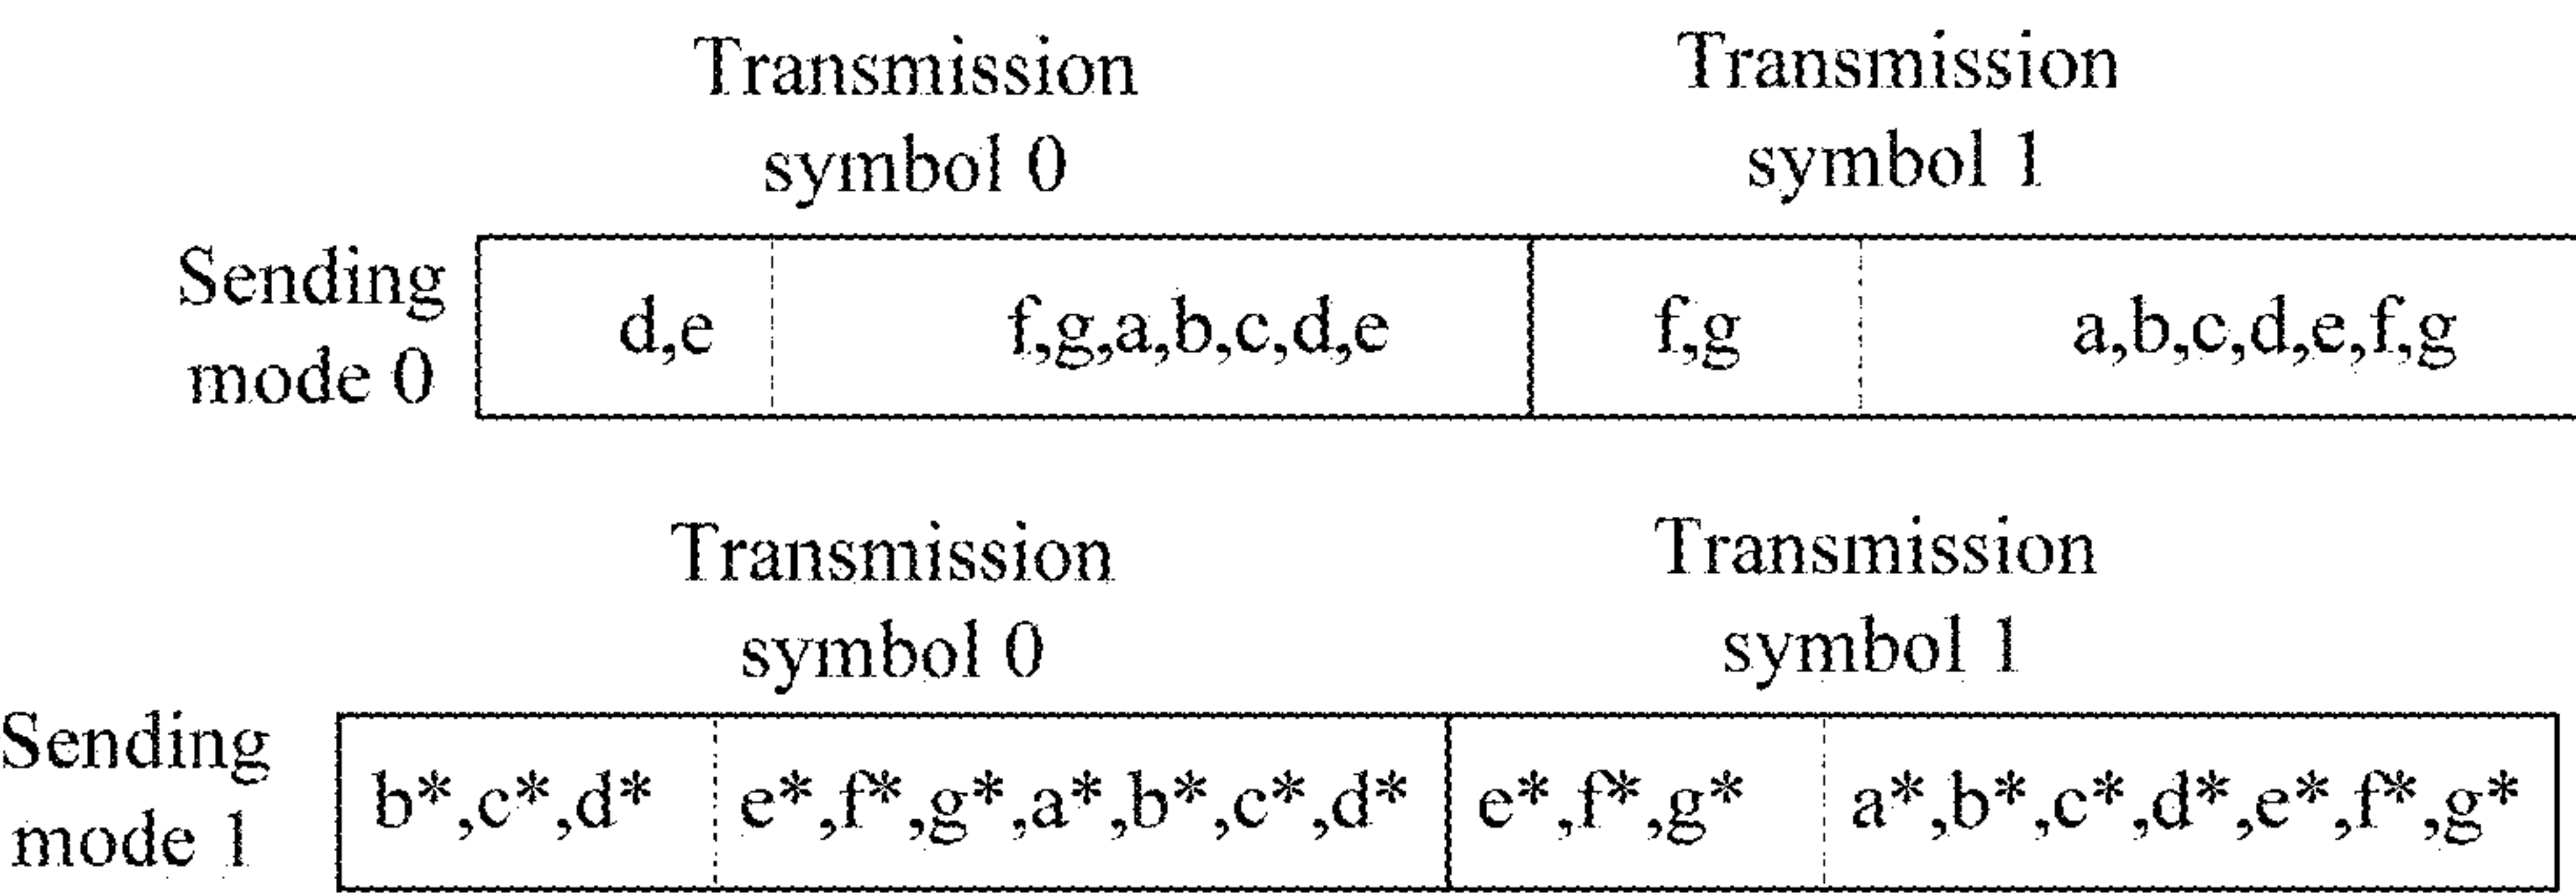 Transmission symbol 0
Transmission symbol 1
Sending mode 0
d,e
f,g,a,b,c,d,e
f,g
a,b,c,d,e,f,g
Transmission symbol 0
Transmission symbol 1
Sending mode 1
b*,c*,d*
e*,f*,g*,a*,b*,c*,d*
e*,f*,g*
a*,b*,c*,d*,e*,f*,g*